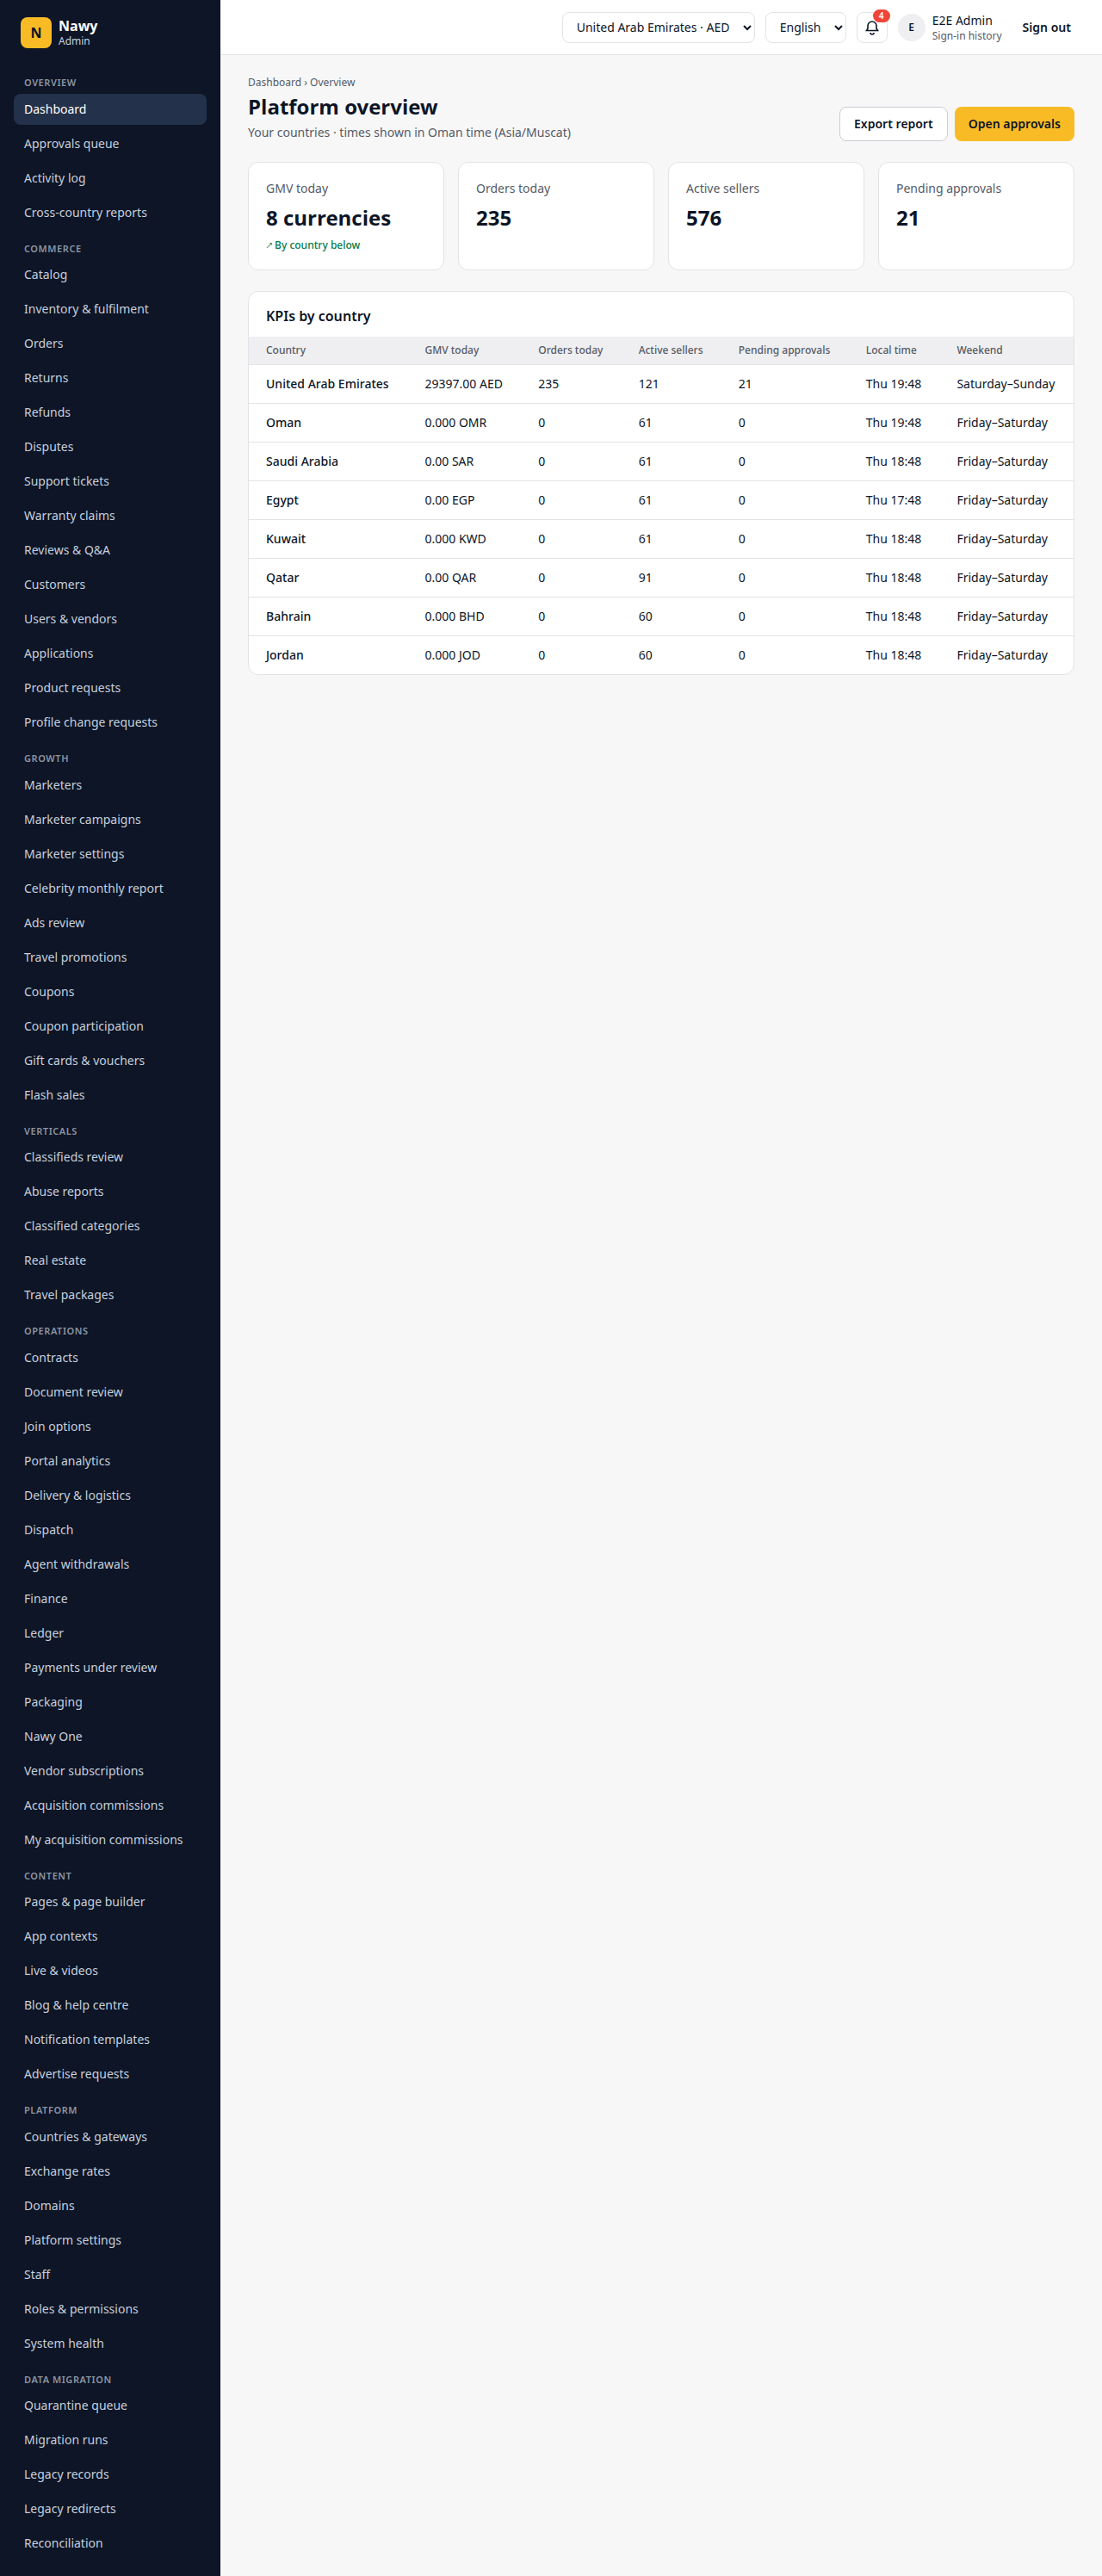 N
Nawy
Admin
OVERVIEW
Dashboard
Approvals queue
Activity log
Cross-country reports
COMMERCE
Catalog
Inventory & fulfilment
Orders
Returns
Refunds
Disputes
Support tickets
Warranty claims
Reviews & Q&A
Customers
Users & vendors
Applications
Product requests
Profile change requests
GROWTH
Marketers
Marketer campaigns
Marketer settings
Celebrity monthly report
Ads review
Travel promotions
Coupons
Coupon participation
Gift cards & vouchers
Flash sales
VERTICALS
Classifieds review
Abuse reports
Classified categories
Real estate
Travel packages
OPERATIONS
Contracts
Document review
Join options
Portal analytics
Delivery & logistics
Dispatch
Agent withdrawals
Finance
Ledger
Payments under review
Packaging
Nawy One
Vendor subscriptions
Acquisition commissions
My acquisition commissions
CONTENT
Pages & page builder
App contexts
Live & videos
Blog & help centre
Notification templates
Advertise requests
PLATFORM
Countries & gateways
Exchange rates
Domains
Platform settings
Staff
Roles & permissions
System health
DATA MIGRATION
Quarantine queue
Migration runs
Legacy records
Legacy redirects
Reconciliation
United Arab Emirates · AED
English
4
E
E2E Admin
Sign-in history
Sign out
Dashboard › Overview
Platform overview
Your countries · times shown in Oman time (Asia/Muscat)
Export report
Open approvals
GMV today
8 currencies
↗ By country below
Orders today
235
Active sellers
576
Pending approvals
21
KPIs by country
Country GMV today Orders today Active sellers Pending approvals Local time Weekend
United Arab Emirates 29397.00 AED 235 121 21 Thu 19:48 Saturday–Sunday
Oman 0.000 OMR 0 61 0 Thu 19:48 Friday–Saturday
Saudi Arabia 0.00 SAR 0 61 0 Thu 18:48 Friday–Saturday
Egypt 0.00 EGP 0 61 0 Thu 17:48 Friday–Saturday
Kuwait 0.000 KWD 0 61 0 Thu 18:48 Friday–Saturday
Qatar 0.00 QAR 0 91 0 Thu 18:48 Friday–Saturday
Bahrain 0.000 BHD 0 60 0 Thu 18:48 Friday–Saturday
Jordan 0.000 JOD 0 60 0 Thu 18:48 Friday–Saturday